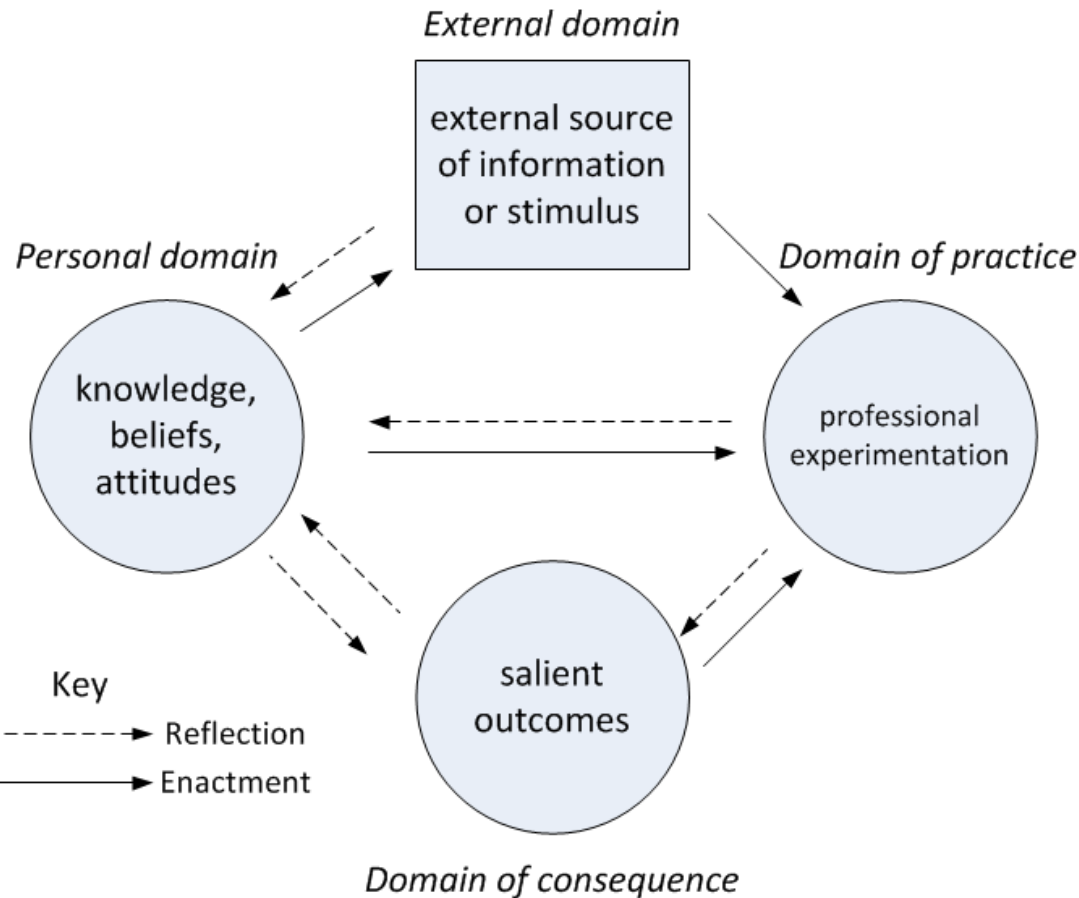 External domain
external source
of information
or stimulus
Personal domain
Domain of practice
knowledge,
beliefs,
attitudes
professional
experimentation
salient
outcomes
Key
Reflection
Enactment
Domain of consequence